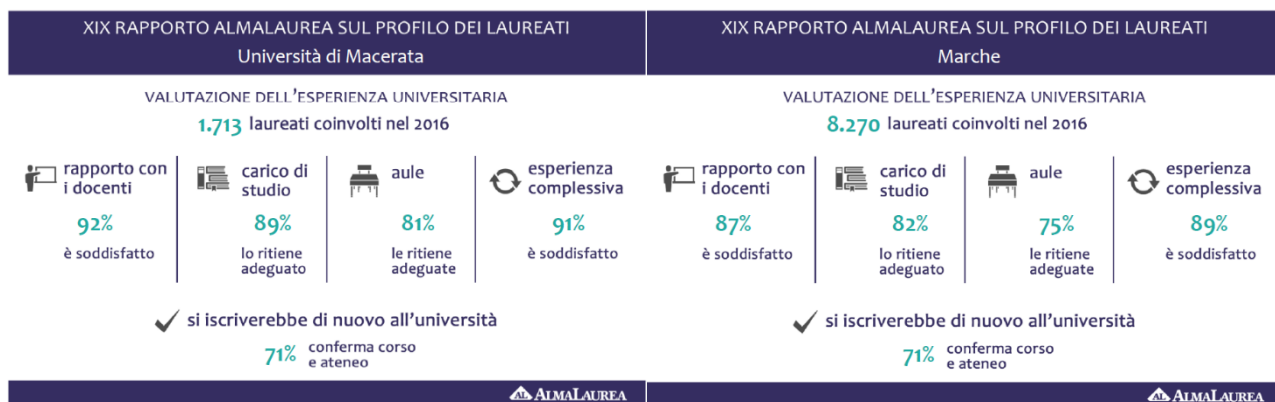 XIX RAPPORTO ALMALAUREA SUL PROFILO DEI LAUREATI
Università di Macerata
VALUTAZIONE DELL'ESPERIENZA UNIVERSITARIA
1.713 laureati coinvolti nel 2016
rapporto con
i docenti
92%
è soddisfatto
carico di
studio
89%
lo ritiene
adeguato
aule
81%
le ritiene
adeguate
esperienza
complessiva
91%
è soddisfatto
si iscriverebbe di nuovo all'università
71% conferma corso
e ateneo
AL ALMALAUREA
XIX RAPPORTO ALMALAUREA SUL PROFILO DEI LAUREATI
Marche
VALUTAZIONE DELL'ESPERIENZA UNIVERSITARIA
8.270 laureati coinvolti nel 2016
rapporto con
i docenti
87%
è soddisfatto
carico di
studio
82%
lo ritiene
adeguato
aule
75%
le ritiene
adeguate
esperienza
complessiva
89%
è soddisfatto
si iscriverebbe di nuovo all'università
71% conferma corso
e ateneo
AL ALMALAUREA